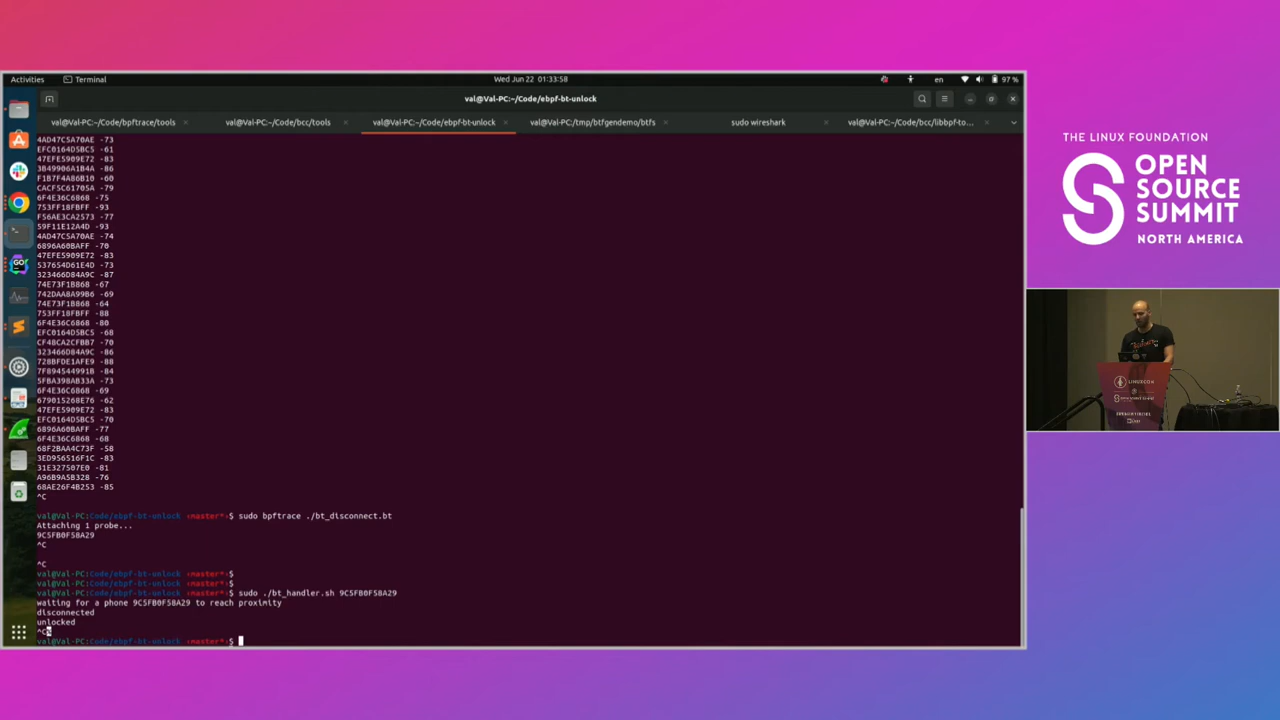 Activities
Terminal
Wed Jun 22 01:33:58
en
97 %
val@Val-PC:~/Code/ebpf-bt-unlock
val@Val-PC:~/Code/bpftrace/tools
val@Val-PC:~/Code/bcc/tools
val@Val-PC:~/Code/ebpf-bt-unlock
val@Val-PC:/tmp/btfgendemo/btfs
sudo wireshark
val@Val-PC:~/Code/bcc/libbpf-to...
4AD47C5A70AE -73
EFC0164D5BC5 -61
47EFE5909E72 -83
3B49906A1B4A -86
F1B7F4A86B10 -60
CACF5C61705A -79
6F4E36C6868 -75
753FF18FBFF -93
F56AE3CA2573 -77
59F11E12A4D -93
4AD47C5A70AE -74
6896A60BAFF -70
47EFE5909E72 -83
537654D61E4D -73
323466D84A9C -87
74E73F1B868 -67
742DAA8A99B6 -69
74E73F1B868 -64
753FF18FBFF -88
6F4E36C6868 -80
EFC0164D5BC5 -68
CF48CA2CFBB7 -70
323466D84A9C -86
728BFDE1AFE9 -88
7F894544991B -84
5FBA398AB33A -73
6F4E36C6868 -69
679015268E76 -62
47EFE5909E72 -83
EFC0164D5BC5 -70
6896A60BAFF -77
6F4E36C6868 -68
68F2BAA4C73F -58
3ED956516F1C -83
31E327507E0 -81
A96B9A5B328 -76
68AE26F4B253 -85
^C
val@Val-PC:Code/ebpf-bt-unlock ‹master*›$ sudo bpftrace ./bt_disconnect.bt
Attaching 1 probe...
9C5FB0F58A29
^C
^C
val@Val-PC:Code/ebpf-bt-unlock ‹master*›$
val@Val-PC:Code/ebpf-bt-unlock ‹master*›$
val@Val-PC:Code/ebpf-bt-unlock ‹master*›$ sudo ./bt_handler.sh 9C5FB0F58A29
waiting for a phone 9C5FB0F58A29 to reach proximity
disconnected
unlocked
val@Val-PC:Code/ebpf-bt-unlock ‹master*›$
THE LINUX FOUNDATION
OPEN
SOURCE
SUMMIT
NORTH AMERICA
LINUXCON